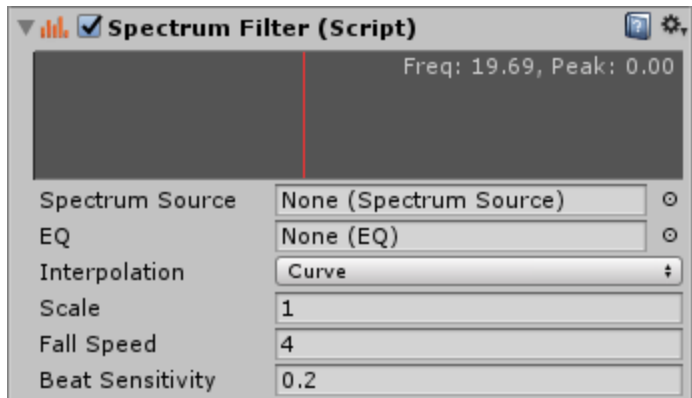 Spectrum Filter (Script)
Freq: 19.69, Peak: 0.00
Spectrum Source None (Spectrum Source)
EQ None (EQ)
Interpolation Curve
Scale 1
Fall Speed 4
Beat Sensitivity 0.2